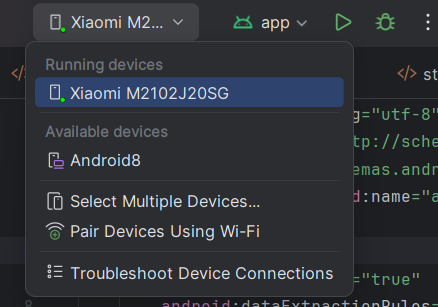 Xiaomi M2...
app
Running devices
Xiaomi M2102J20SG
Available devices
Android8
Select Multiple Devices...
Pair Devices Using Wi-Fi
Troubleshoot Device Connections
</> st
g="utf-8"
tp://sche
emas.andr
d:name="a
="true"
android:dataExtractionRules=